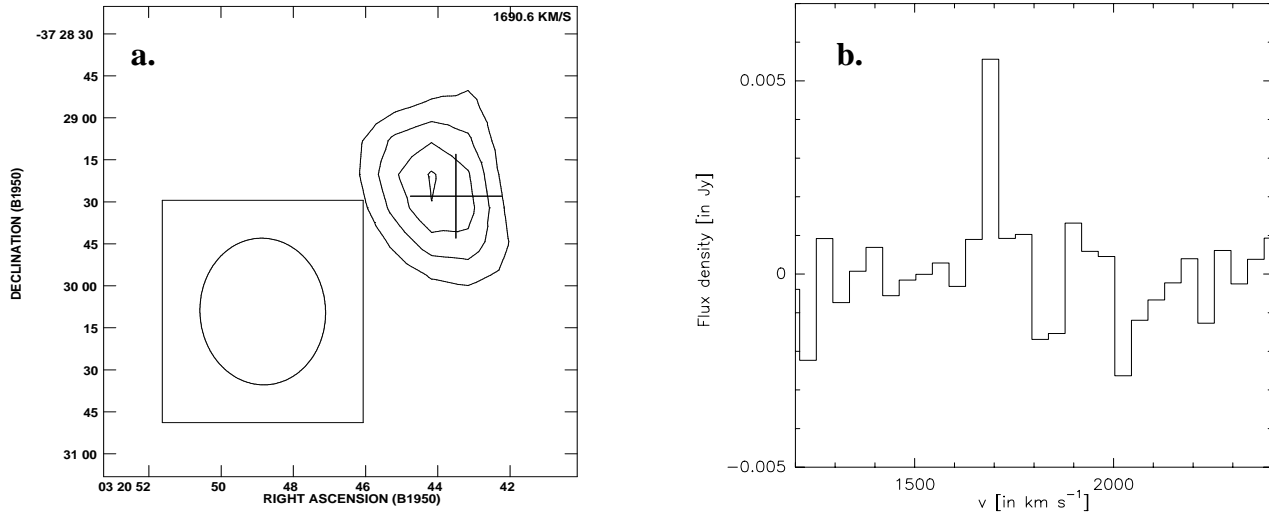 1690.6 KM/S
a.
DECLINATION (B1950)
-37 28 30
45
29 00
15
30
45
30 00
15
30
45
31 00
03 20 52
50
48
46
44
42
RIGHT ASCENSION (B1950)
b.
Flux density [in Jy]
0.005
0
−0.005
1500
2000
v [in km s⁻¹]